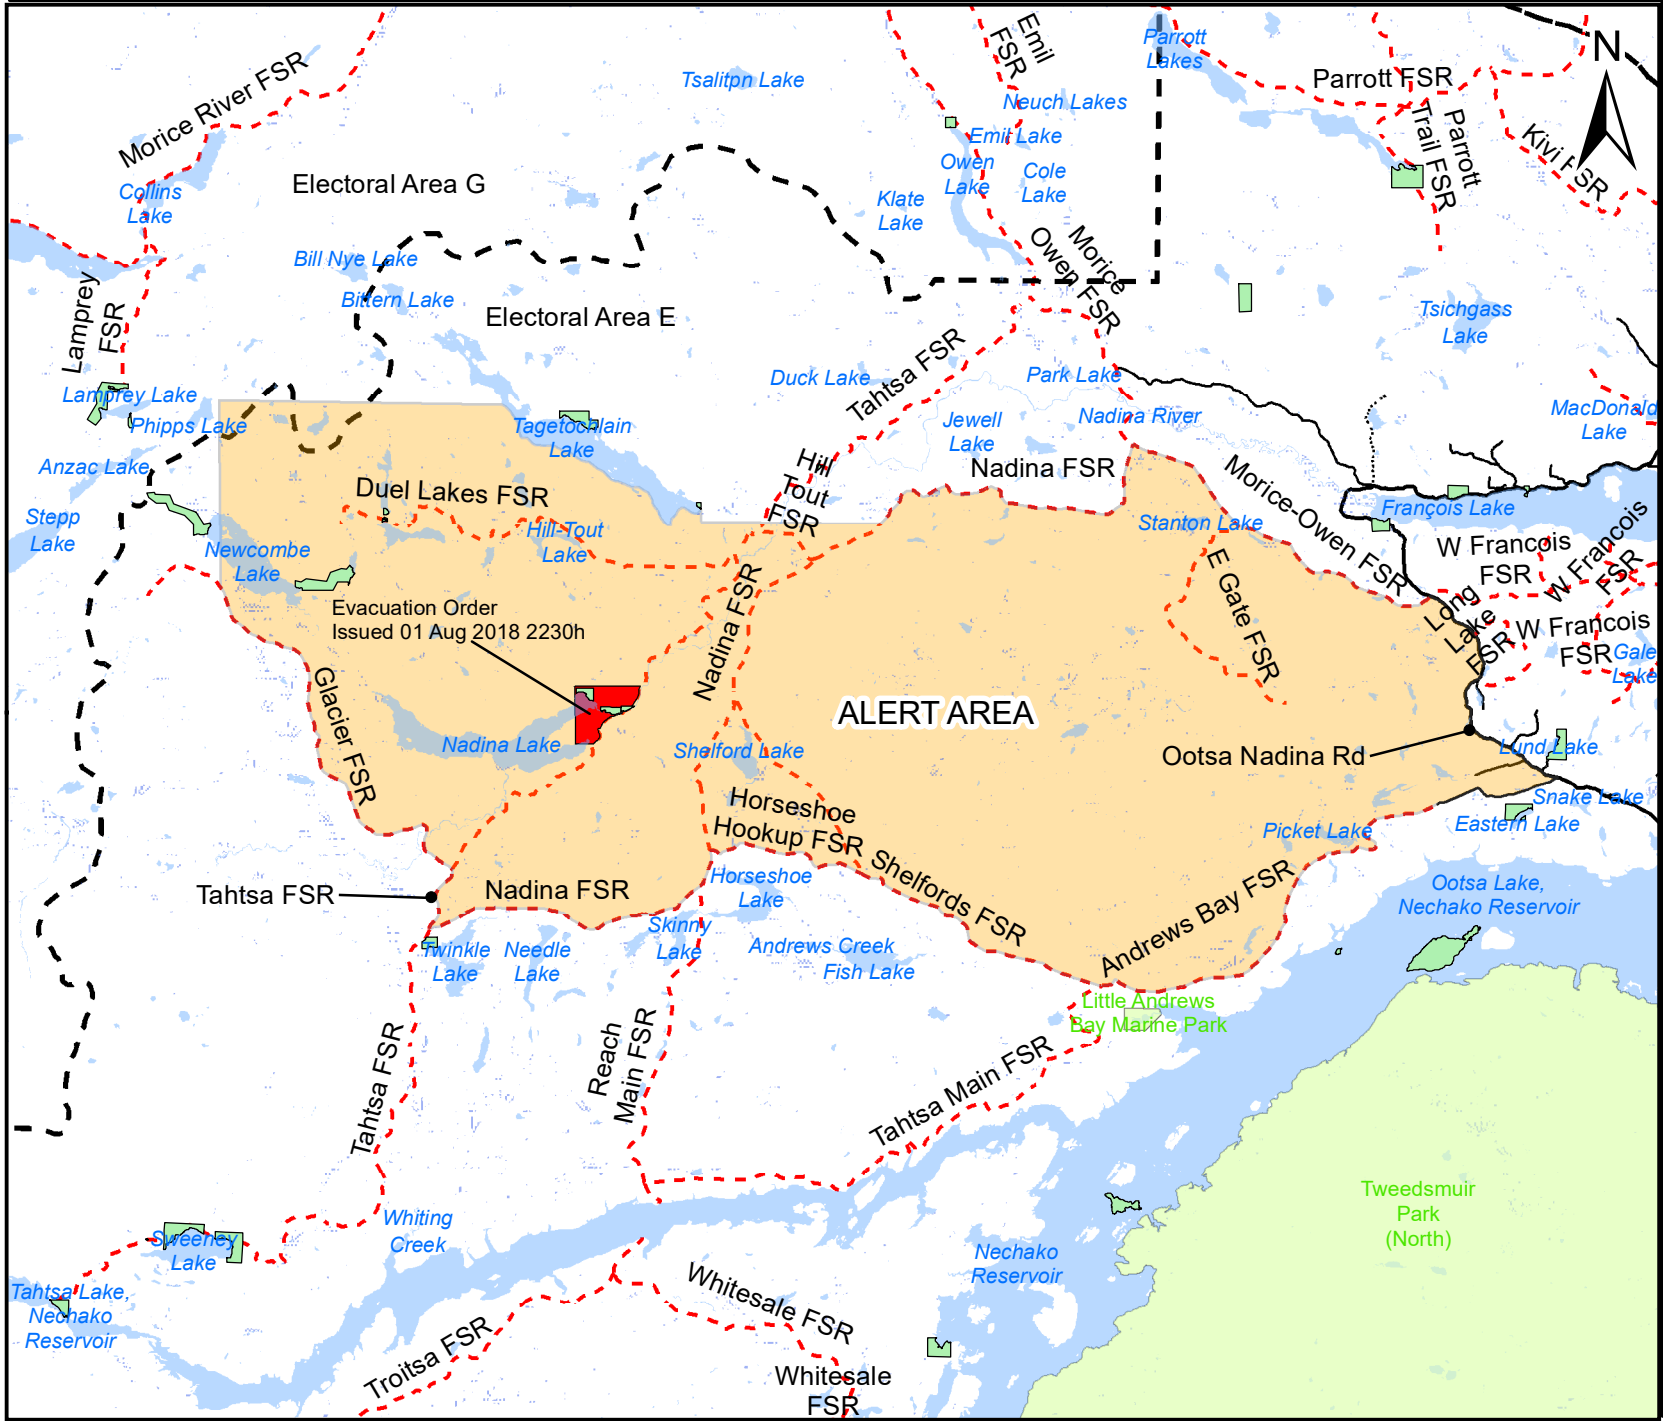 Emil
FSR
Parrott
Lakes
N
Morice River FSR
Tsalitpn Lake
Neuch Lakes
Parrott FSR
Parrott
Trail FSR
Kivi FSR
Emil Lake
Owen
Lake
Cole
Lake
Collins
Lake
Electoral Area G
Klate
Lake
Bill Nye Lake
Bittern Lake
Morice
Owen FSR
Lamprey
FSR
Electoral Area E
Tsichgass
Lake
Tahtsa FSR
Duck Lake
Park Lake
Lamprey Lake
Phipps Lake
Nadina River
MacDonald
Lake
Tagetochlain
Lake
Jewell
Lake
Anzac Lake
Hill
Tout
FSR
Nadina FSR
Morice-Owen FSR
Duel Lakes FSR
Stepp
Lake
Hill-Tout
Lake
Stanton Lake
François Lake
Newcombe
Lake
W Francois
FSR
W Francois
FSR
E Gate FSR
Long
Lake
FSR
W Francois
FSR
Gale
Lake
Evacuation Order
Issued 01 Aug 2018 2230h
Nadina FSR
Glacier FSR
ALERT AREA
Nadina Lake
Shelford Lake
Ootsa Nadina Rd
Lund Lake
Snake Lake
Eastern Lake
Horseshoe
Hookup FSR
Picket Lake
Tahtsa FSR
Nadina FSR
Horseshoe
Lake
Shelfords FSR
Andrews Bay FSR
Ootsa Lake,
Nechako Reservoir
Skinny
Lake
Twinkle
Lake
Needle
Lake
Andrews Creek
Fish Lake
Little Andrews
Bay Marine Park
Tahtsa FSR
Reach
Main FSR
Tahtsa Main FSR
Tweedsmuir
Park
(North)
Whiting
Creek
Sweeney
Lake
Nechako
Reservoir
Tahtsa Lake,
Nechako
Reservoir
Whitesale FSR
Troitsa FSR
Whitesale
FSR